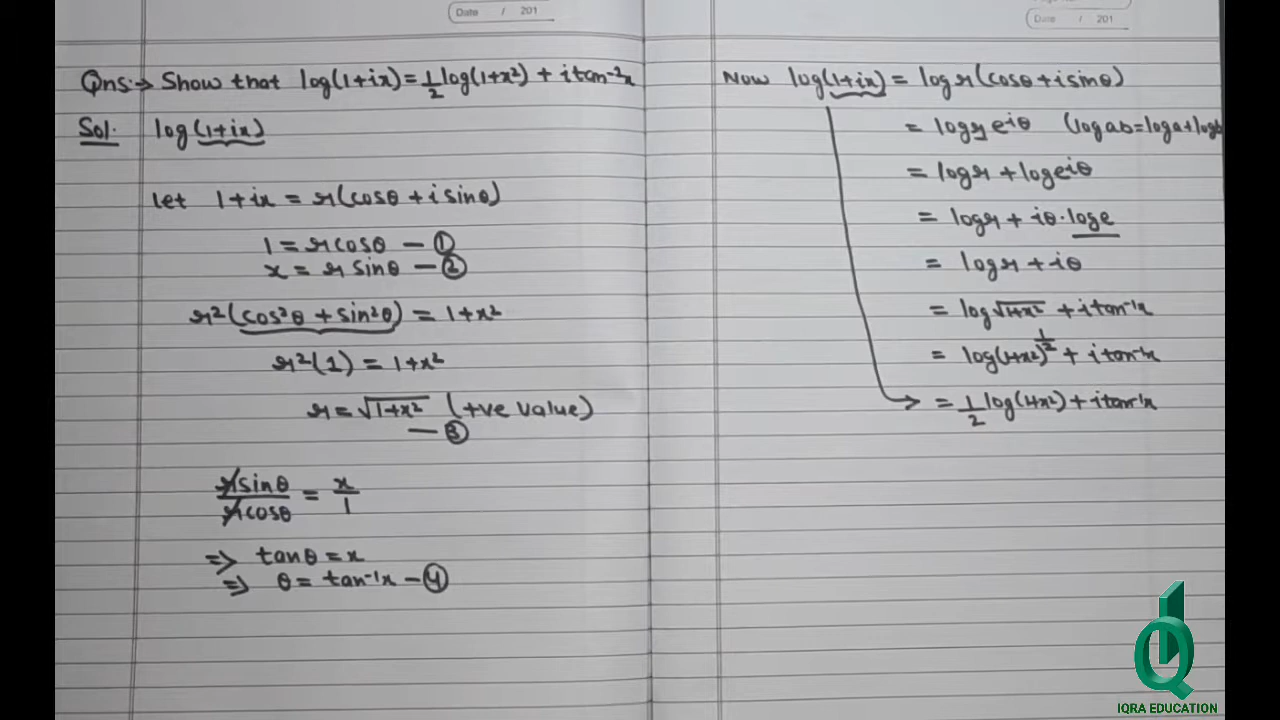 Date / 201
Qns:-> Show that log(1+ix) = 1/2 log(1+x²) + i tan⁻¹x
Sol. log(1+ix)
let 1+ix = r(cosθ + i sinθ)
1 = r cosθ — ①
x = r sinθ — ②
r²(cos²θ + sin²θ) = 1+x²
r²(1) = 1+x²
r = √1+x² (+ve value)
— ③
r sinθ / r cosθ = x/1
=> tanθ = x
=> θ = tan⁻¹x — ④
Date / 201
Now log(1+ix) = log r(cosθ + i sinθ)
= log r e^iθ (log ab = log a + log b
= log r + log e^iθ
= log r + iθ · log e
= log r + iθ
= log √1+x² + i tan⁻¹x
= log(1+x²)^1/2 + i tan⁻¹x
= 1/2 log(1+x²) + i tan⁻¹x
IQRA EDUCATION